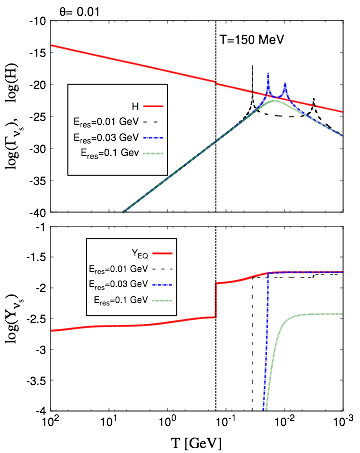 θ= 0.01
-10
-15
-20
-25
-30
-35
-40
log(Γνs), log(H)
T=150 MeV
H
Eres=0.01 GeV
Eres=0.03 GeV
Eres=0.1 Gev
-1
-1.5
-2
-2.5
-3
-3.5
-4
log(Yνs)
YEQ
Eres=0.01 GeV
Eres=0.03 GeV
Eres=0.1 GeV
10² 10¹ 10⁰ 10⁻¹ 10⁻² 10⁻³
T [GeV]